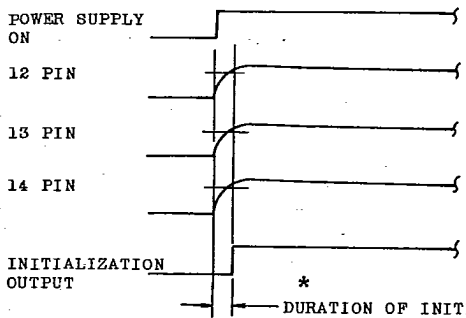 POWER SUPPLY
ON
12 PIN
13 PIN
14 PIN
INITIALIZATION
OUTPUT
*
DURATION OF INIT